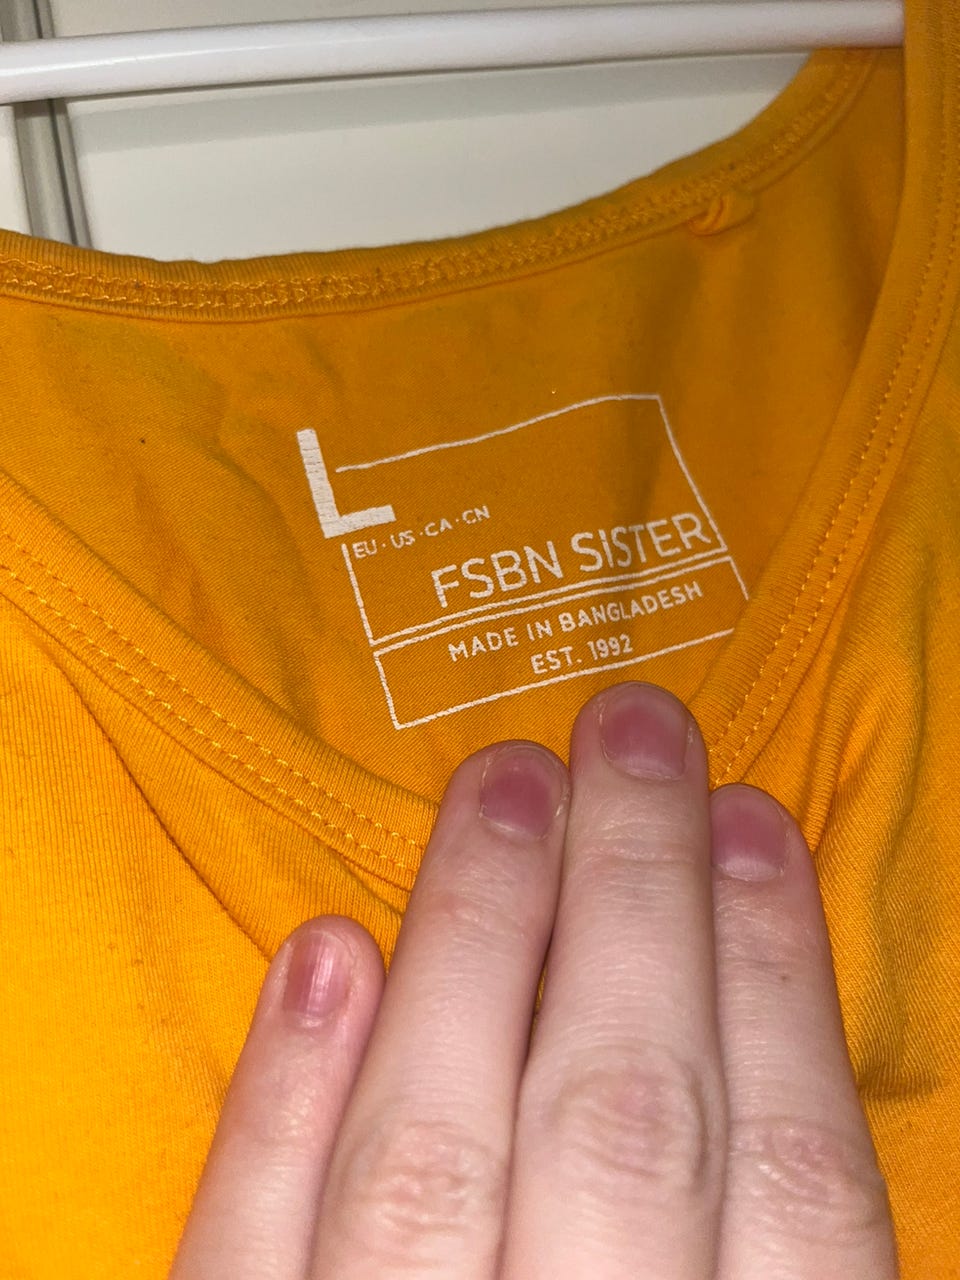 L
EU·US·CA·CN
FSBN SISTER
MADE IN BANGLADESH
EST. 1992